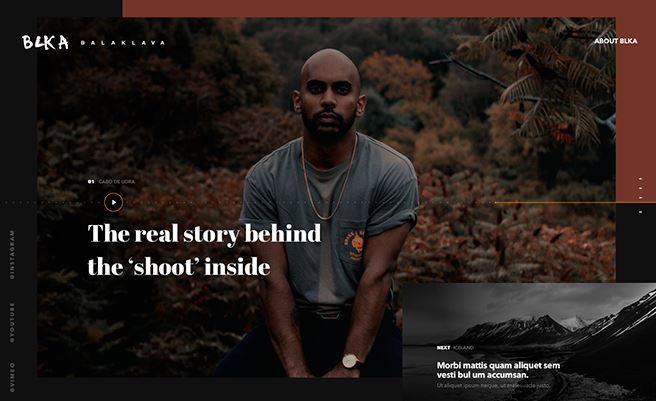 BLKA BALAKLAVA
ABOUT BLKA
01 CABO DE UDRA
The real story behind
the ‘shoot’ inside
@INSTAGRAM
@YOUTUBE
@VIMEO
NEXT ICELAND
Morbi mattis quam aliquet sem
vesti bul um accumsan.
Ut aliquet ipsum neque, ut malesuada justo.